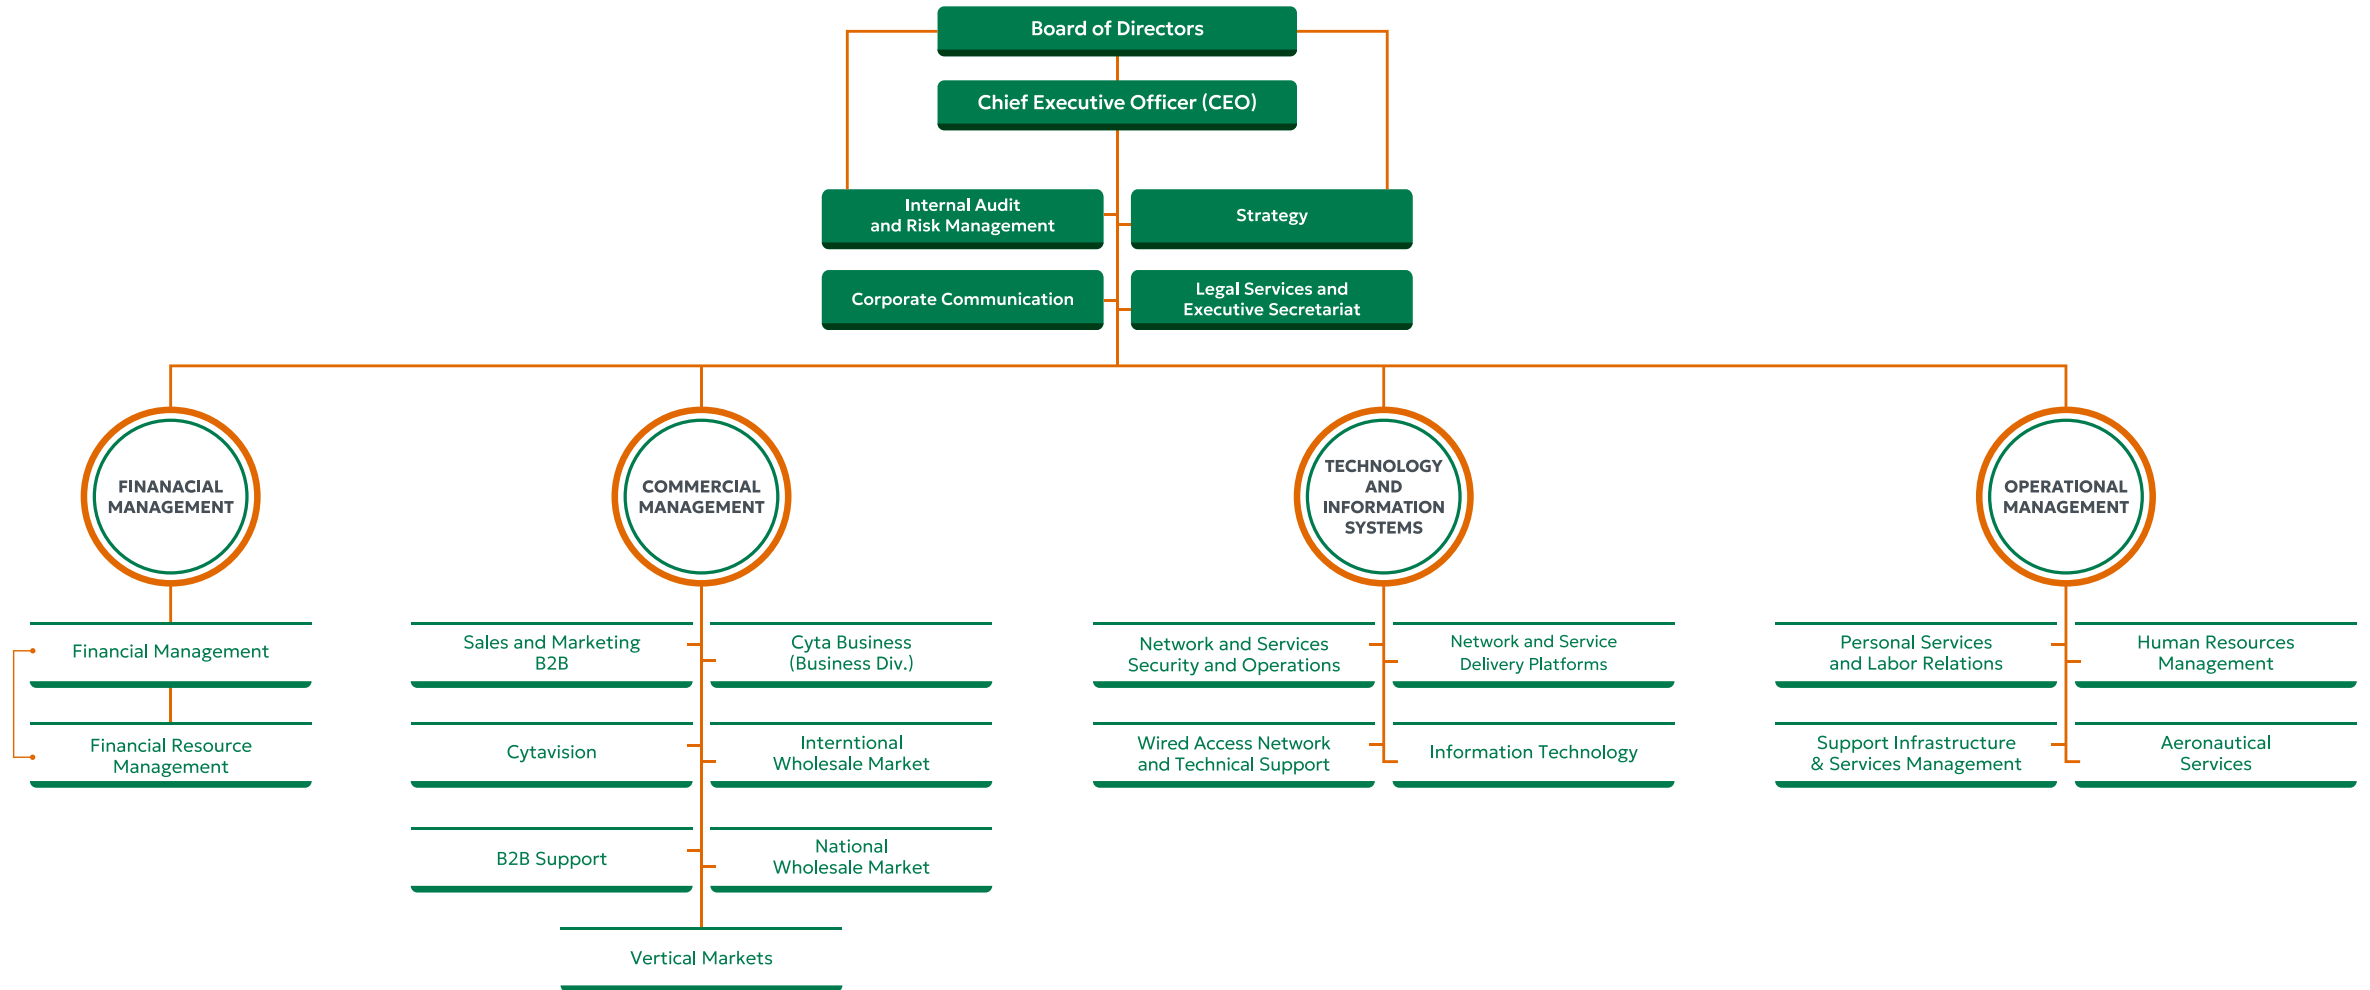 Board of Directors
Chief Executive Officer (CEO)
Internal Audit
and Risk Management
Strategy
Corporate Communication
Legal Services and
Executive Secretariat
FINANACIAL
MANAGEMENT
COMMERCIAL
MANAGEMENT
TECHNOLOGY
AND
INFORMATION
SYSTEMS
OPERATIONAL
MANAGEMENT
Financial Management
Financial Resource
Management
Sales and Marketing
B2B
Cyta Business
(Business Div.)
Cytavision
Interntional
Wholesale Market
B2B Support
National
Wholesale Market
Vertical Markets
Network and Services
Security and Operations
Network and Service
Delivery Platforms
Wired Access Network
and Technical Support
Information Technology
Personal Services
and Labor Relations
Human Resources
Management
Support Infrastructure
& Services Management
Aeronautical
Services